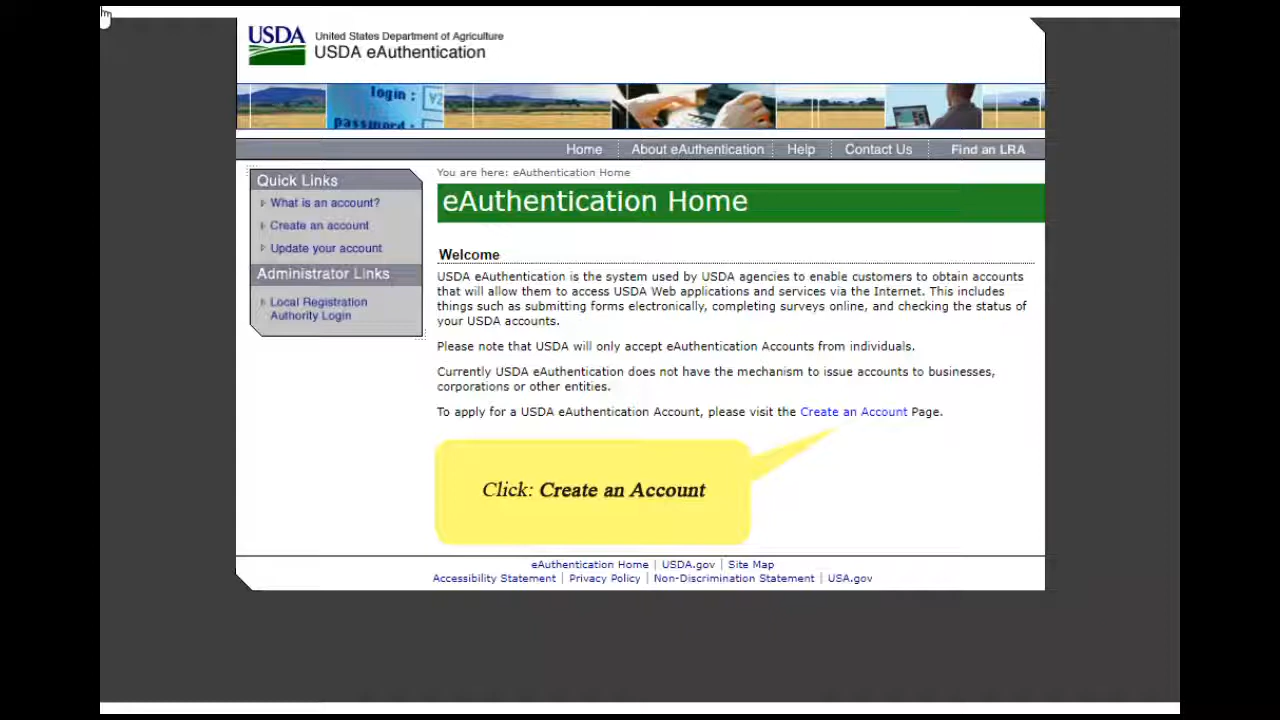 USDA
United States Department of Agriculture
USDA eAuthentication
login :
password :
Home
About eAuthentication
Help
Contact Us
Find an LRA
Quick Links
What is an account?
Create an account
Update your account
Administrator Links
Local Registration
Authority Login
You are here: eAuthentication Home
eAuthentication Home
Welcome
USDA eAuthentication is the system used by USDA agencies to enable customers to obtain accounts
that will allow them to access USDA Web applications and services via the Internet. This includes
things such as submitting forms electronically, completing surveys online, and checking the status of
your USDA accounts.
Please note that USDA will only accept eAuthentication Accounts from individuals.
Currently USDA eAuthentication does not have the mechanism to issue accounts to businesses,
corporations or other entities.
To apply for a USDA eAuthentication Account, please visit the Create an Account Page.
Click: Create an Account
eAuthentication Home | USDA.gov | Site Map
Accessibility Statement | Privacy Policy | Non-Discrimination Statement | USA.gov